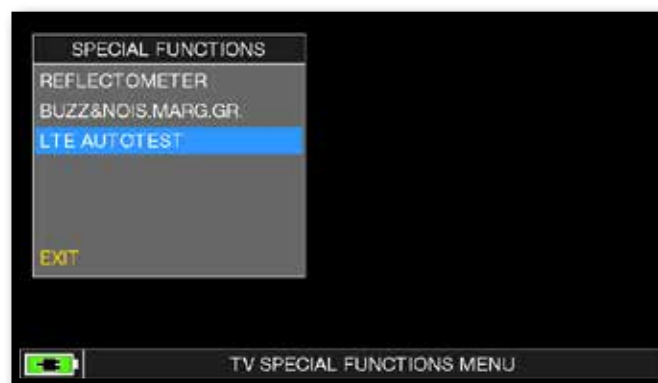 SPECIAL FUNCTIONS
REFLECTOMETER
BUZZ&NOIS.MARG.GR.
LTE AUTOTEST
EXIT
TV SPECIAL FUNCTIONS MENU